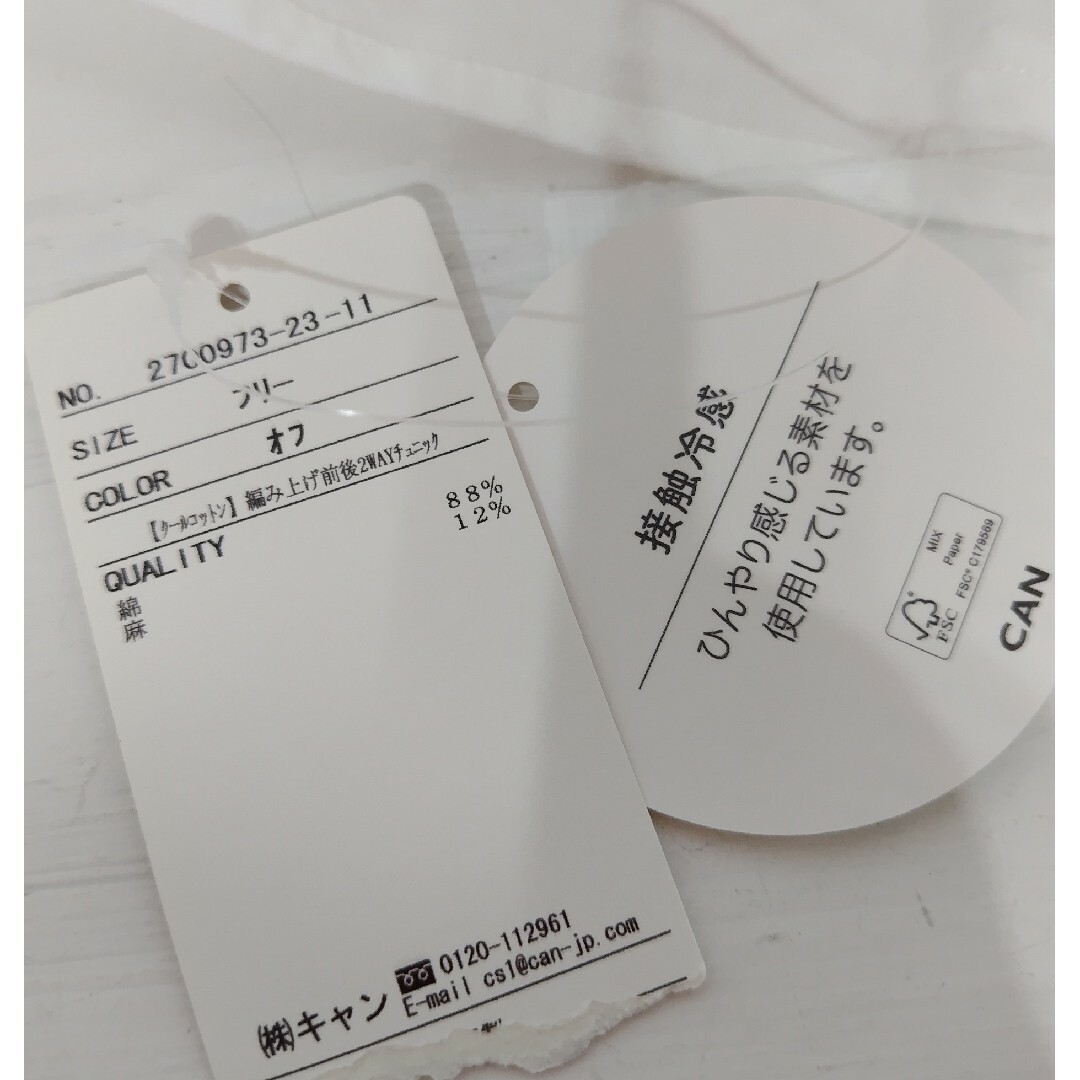 NO. 2700973-23-11
SIZE フリー
COLOR オフ
【クールコットン】編み上げ前後2WAYチュニック
QUALITY
綿 88%
麻 12%
㈱キャン 0120-112961
E-mail cs1@can-jp.com
接触冷感
ひんやり感じる素材を
使用しています。
FSC
MIX
Paper
FSC® C179569
CAN